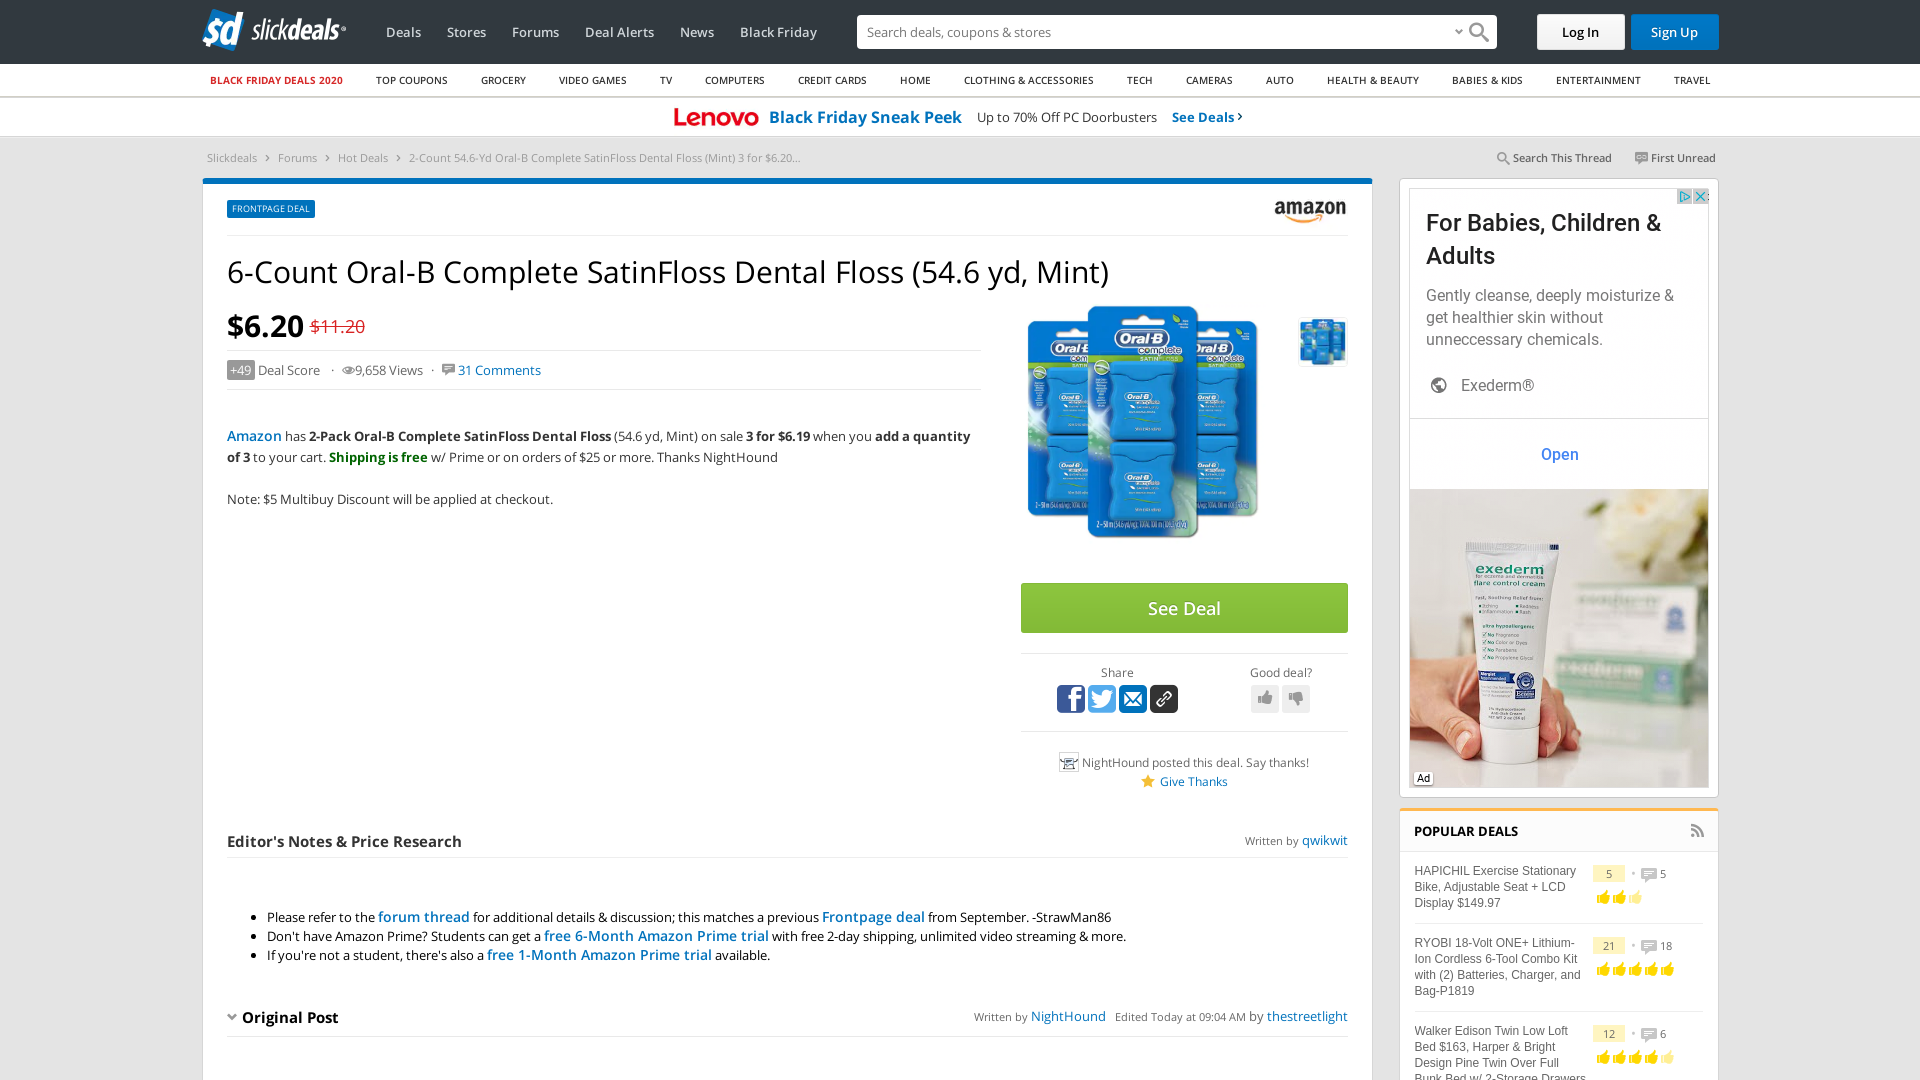 sd slickdeals
Deals
Stores
Forums
Deal Alerts
News
Black Friday
Search deals, coupons & stores
Log In
Sign Up
BLACK FRIDAY DEALS 2020
TOP COUPONS
GROCERY
VIDEO GAMES
TV
COMPUTERS
CREDIT CARDS
HOME
CLOTHING & ACCESSORIES
TECH
CAMERAS
AUTO
HEALTH & BEAUTY
BABIES & KIDS
ENTERTAINMENT
TRAVEL
Lenovo Black Friday Sneak Peek Up to 70% Off PC Doorbusters See Deals
Slickdeals > Forums > Hot Deals > 2-Count 54.6-Yd Oral-B Complete SatinFloss Dental Floss (Mint) 3 for $6.20...
Search This Thread
First Unread
FRONTPAGE DEAL
amazon
6-Count Oral-B Complete SatinFloss Dental Floss (54.6 yd, Mint)
$6.20 $11.20
+49 Deal Score · 9,658 Views · 31 Comments
Amazon has 2-Pack Oral-B Complete SatinFloss Dental Floss (54.6 yd, Mint) on sale 3 for $6.19 when you add a quantity
of 3 to your cart. Shipping is free w/ Prime or on orders of $25 or more. Thanks NightHound
Note: $5 Multibuy Discount will be applied at checkout.
Oral-B
complete
SATINFLOSS
See Deal
Share
Good deal?
NightHound posted this deal. Say thanks!
Give Thanks
Editor's Notes & Price Research
Written by qwikwit
• Please refer to the forum thread for additional details & discussion; this matches a previous Frontpage deal from September. -StrawMan86
• Don't have Amazon Prime? Students can get a free 6-Month Amazon Prime trial with free 2-day shipping, unlimited video streaming & more.
• If you're not a student, there's also a free 1-Month Amazon Prime trial available.
Original Post
Written by NightHound Edited Today at 09:04 AM by thestreetlight
For Babies, Children &
Adults
Gently cleanse, deeply moisturize &
get healthier skin without
unneccessary chemicals.
Exederm®
Open
exederm
flare control cream
Ad
POPULAR DEALS
HAPICHIL Exercise Stationary
Bike, Adjustable Seat + LCD
Display $149.97
5 • 5
RYOBI 18-Volt ONE+ Lithium-
Ion Cordless 6-Tool Combo Kit
with (2) Batteries, Charger, and
Bag-P1819
21 • 18
Walker Edison Twin Low Loft
Bed $163, Harper & Bright
Design Pine Twin Over Full
Bunk Bed w/ 2-Storage Drawers
12 • 6